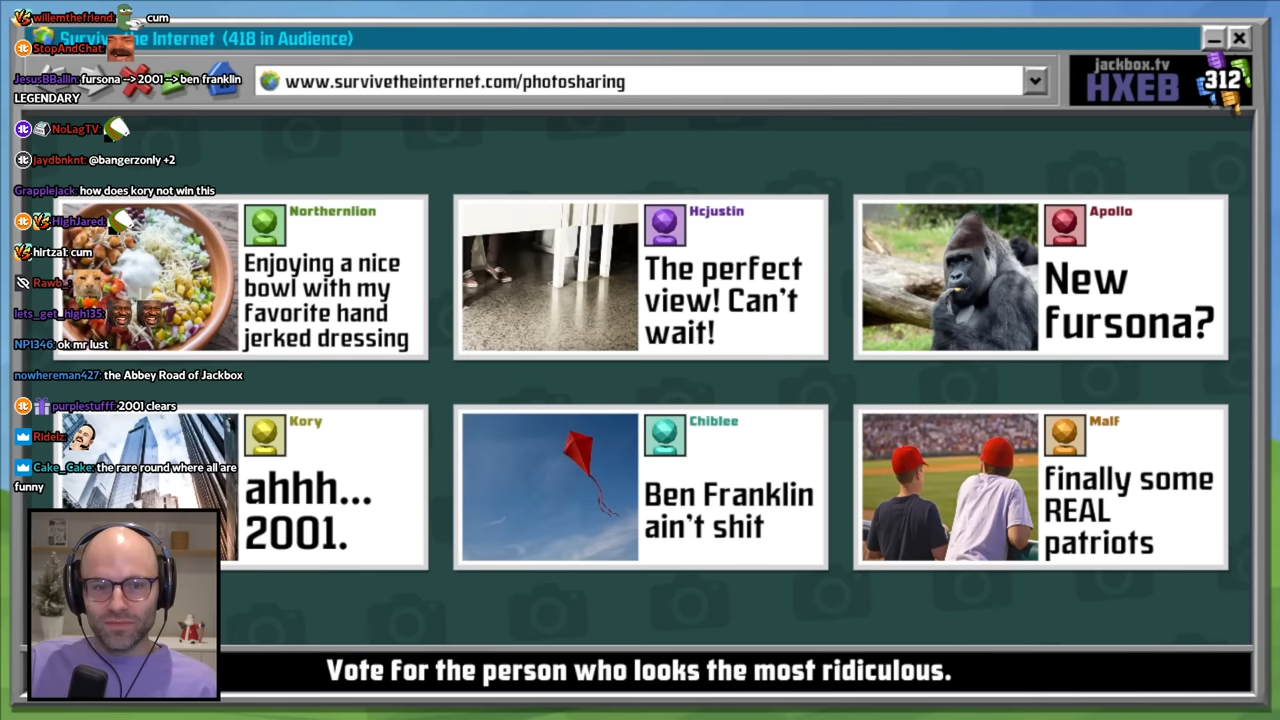 willemthefriend: cum
Survive the Internet (418 in Audience)
StopAndChat:
JesusBBallin: fursona --> 2001 --> ben franklin
LEGENDARY
www.survivetheinternet.com/photosharing
jackbox.tv
HXEB
312
NoLagTV:
jaydbnknt: @bangerzonly +2
Grapplejack: how does kory not win this
HighJared:
hirtza1: cum
Rawb_:
lets_get_high135:
NP1346: ok mr lust
nowhereman427: the Abbey Road of Jackbox
purplestufff: 2001 clears
Ridelz:
Cake_Cake: the rare round where all are
funny
Northernlion
Enjoying a nice
bowl with my
favorite hand
jerked dressing
Hcjustin
The perfect
view! Can't
wait!
Apollo
New
fursona?
Kory
ahhh...
2001.
Chiblee
Ben Franklin
ain't shit
Malf
finally some
REAL
patriots
Vote for the person who looks the most ridiculous.